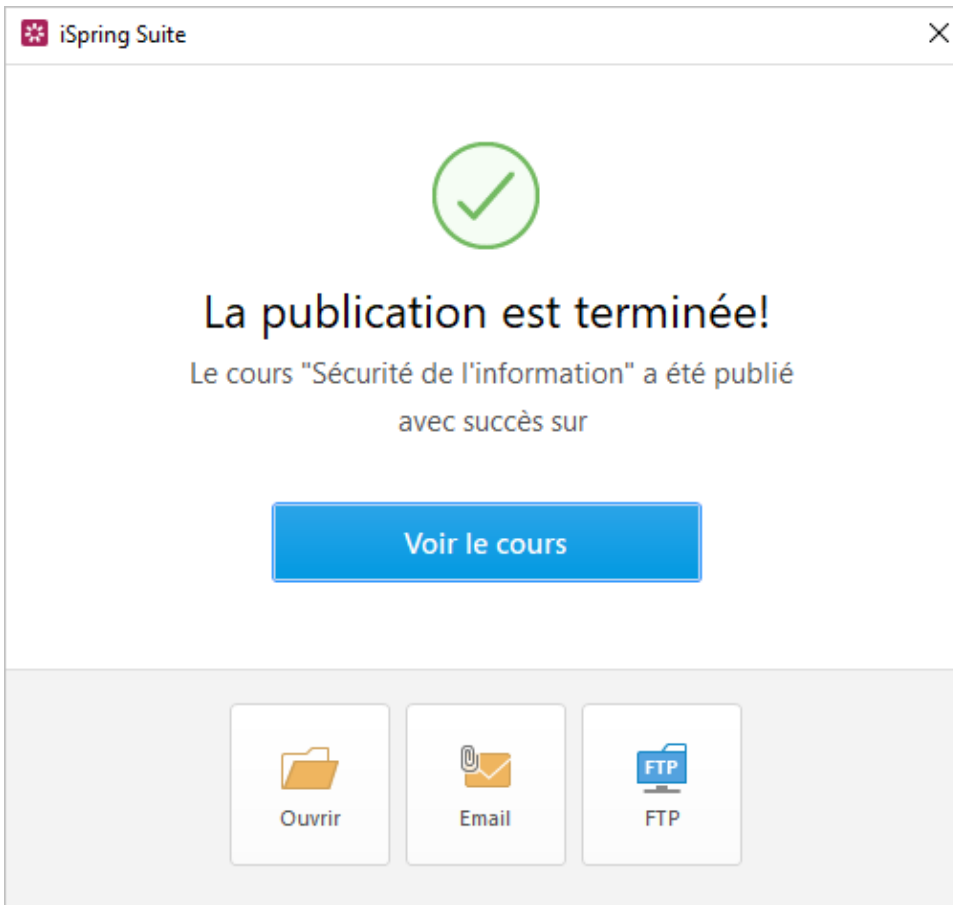 iSpring Suite
La publication est terminée!
Le cours "Sécurité de l'information" a été publié
avec succès sur
Voir le cours
FTP
Ouvrir
Email
FTP